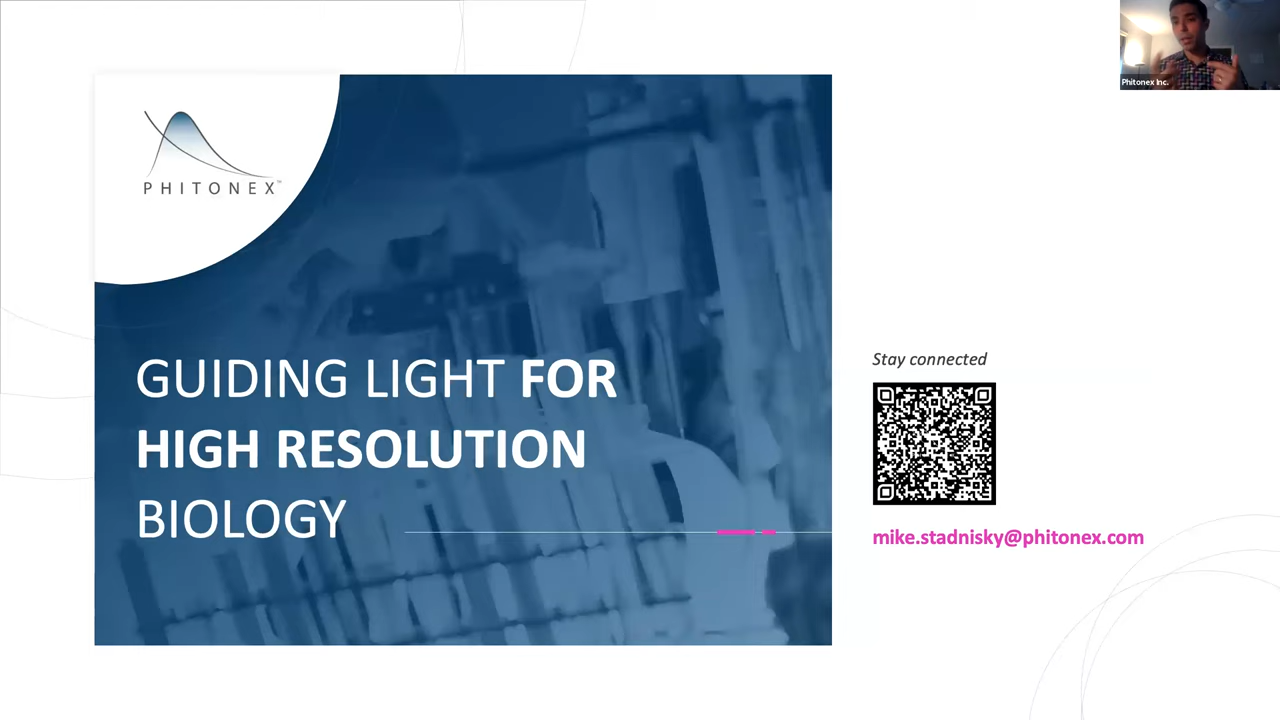 Phitonex Inc.
PHITONEX™
GUIDING LIGHT FOR
HIGH RESOLUTION
BIOLOGY
Stay connected
mike.stadnisky@phitonex.com